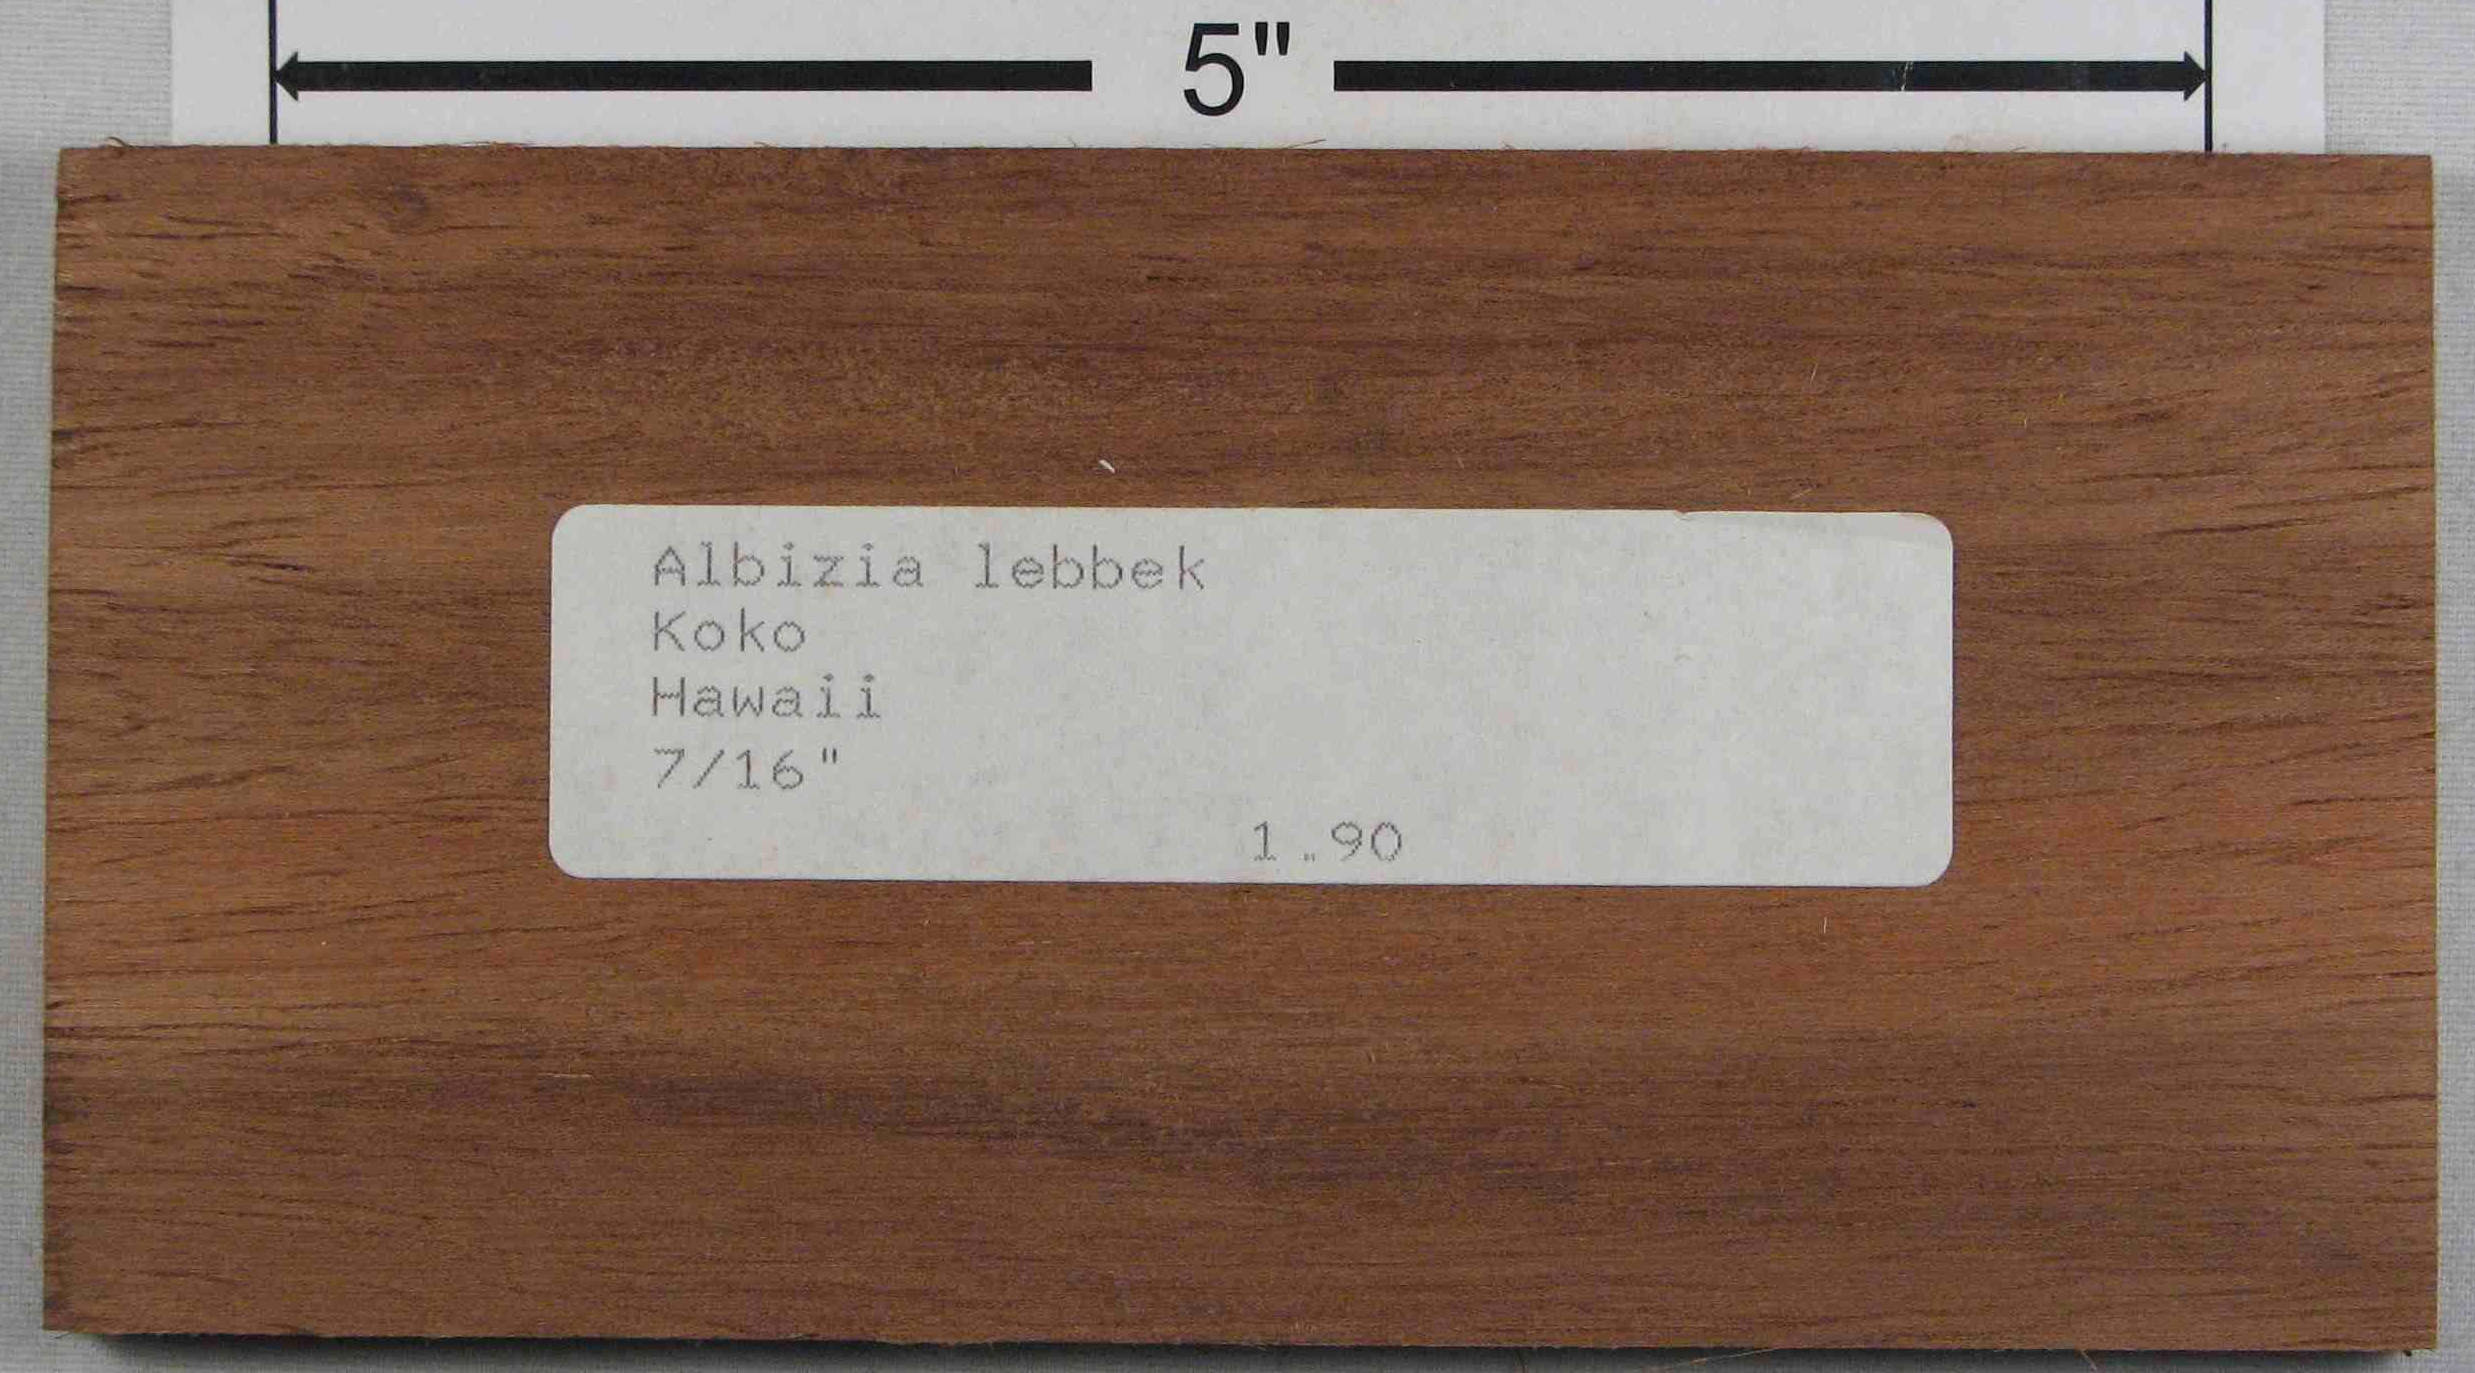 5"
Albizia lebbek
Koko
Hawaii
7/16"
1.90